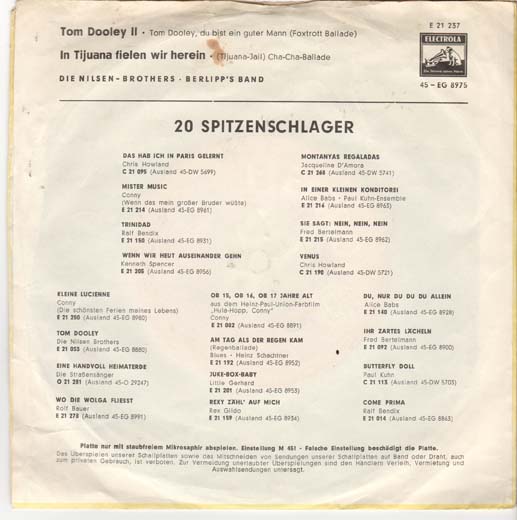 Tom Dooley II · Tom Dooley, du bist ein guter Mann (Foxtrott Ballade)
In Tijuana fielen wir herein · (Tijuana-Jail) Cha-Cha-Ballade
DIE NILSEN-BROTHERS · BERLIPP'S BAND
E 21 237
ELECTROLA
45-EG 8975
20 SPITZENSCHLAGER
DAS HAB ICH IN PARIS GELERNT
Chris Howland
C 21 095 (Ausland 45-DW 5699)
MISTER MUSIC
Conny
(Wenn das mein großer Bruder wüßte)
E 21 214 (Ausland 45-EG 8961)
TRINIDAD
Ralf Bendix
E 21 150 (Ausland 45-EG 8931)
WENN WIR HEUT AUSEINANDER GEHN
Kenneth Spencer
E 21 205 (Ausland 45-EG 8956)
MONTANYAS REGALADAS
Jacqueline D'Amora
C 21 268 (Ausland 45-DW 5741)
IN EINER KLEINEN KONDITOREI
Alice Babs · Paul Kuhn-Ensemble
E 21 216 (Ausland 45-EG 8963)
SIE SAGT: NEIN, NEIN, NEIN
Fred Bertelmann
E 21 215 (Ausland 45-EG 8962)
VENUS
Chris Howland
C 21 190 (Ausland 45-DW 5721)
KLEINE LUCIENNE
Conny
(Die schönsten Ferien meines Lebens)
E 21 250 (Ausland 45-EG 8980)
TOM DOOLEY
Die Nilsen Brothers
E 21 053 (Ausland 45-EG 8880)
EINE HANDVOLL HEIMATERDE
Die Straßensänger
O 21 281 (Ausland 45-O 29247)
WO DIE WOLGA FLIESST
Rolf Bauer
E 21 278 (Ausland 45-EG 8991)
OB 15, OB 16, OB 17 JAHRE ALT
aus dem Heinz-Paul-Union-Farbfilm
„Hula-Hopp, Conny"
Conny
E 21 082 (Ausland 45-EG 8891)
AM TAG ALS DER REGEN KAM
(Regenballade)
Blues · Heinz Schachtner
E 21 192 (Ausland 45-EG 8952)
JUKE-BOX-BABY
Little Gerhard
E 21 201 (Ausland 45-EG 8953)
REXY ZÄHL' AUF MICH
Rex Gildo
E 21 159 (Ausland 45-EG 8934)
DU, NUR DU DU DU ALLEIN
Alice Babs
E 21 140 (Ausland 45-EG 8928)
IHR ZARTES LÄCHELN
Fred Bertelmann
E 21 092 (Ausland 45-EG 8900)
BUTTERFLY DOLL
Paul Kuhn
C 21 113 (Ausland 45-DW 5703)
COME PRIMA
Ralf Bendix
E 21 014 (Ausland 45-EG 8863)
Platte nur mit staubfreiem Mikrosaphir abspielen. Einstellung M 45! - Falsche Einstellung beschädigt die Platte.
Das Überspielen unserer Schallplatten sowie das Mitschneiden von Sendungen unserer Schallplatten auf Band oder Draht, auch
zum privaten Gebrauch, ist verboten. Zur Vermeidung unerlaubter Überspielungen sind den Händlern Verleih, Vermietung und
Auswahlsendungen untersagt.